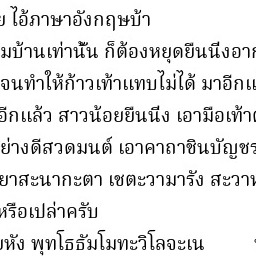 ย ไอ้ภาษาอังกฤษบ้า
มบ้านเท่านั้น ก็ต้องหยุดยืนนิ่งอา
จนทำให้ก้าวเท้าแทบไม่ได้ มาอีกแ
อีกแล้ว สาวน้อยยืนนิ่ง เอามือเท้า
ย่างดีสวดมนต์ เอาคาถาชินบัญชร
ยาสะนากะตา เชตะวามารัง สะวาห
หรือเปล่าครับ
หัง พุทโธธัมโมทะวิโลจะเน